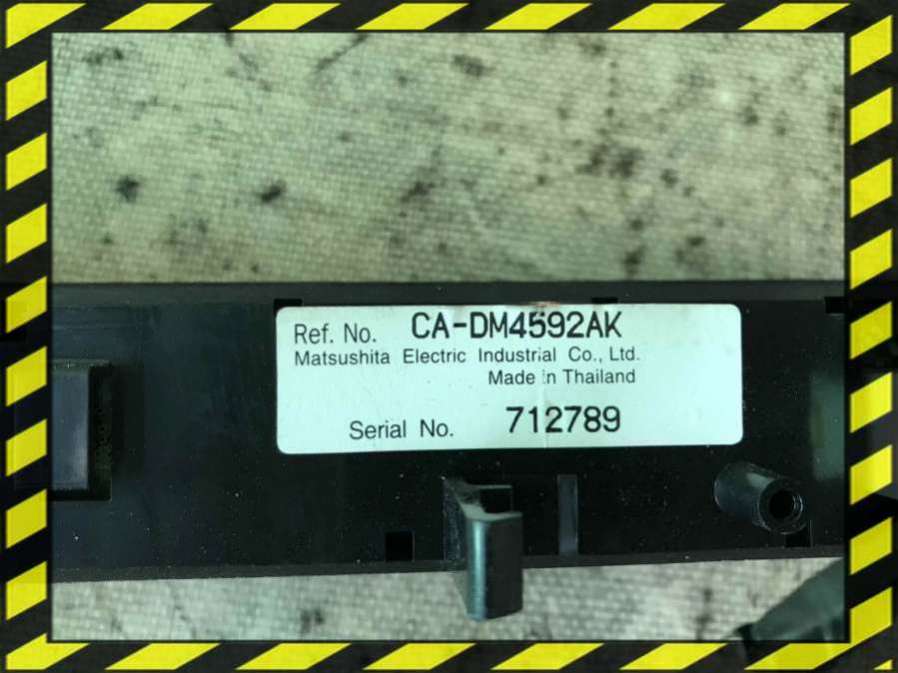 Ref. No. CA-DM4592AK
Matsushita Electric Industrial Co., Ltd.
Made in Thailand
Serial No. 712789